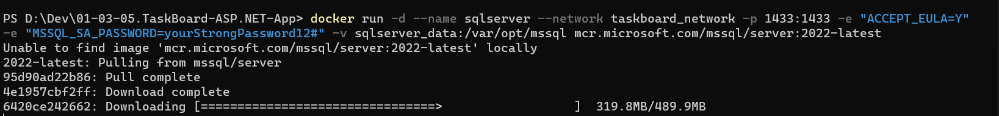 PS D:\Dev\01-03-05.TaskBoard-ASP.NET-App> docker run -d --name sqlserver --network taskboard_network -p 1433:1433 -e "ACCEPT_EULA=Y"
-e "MSSQL_SA_PASSWORD=yourStrongPassword12#" -v sqlserver_data:/var/opt/mssql mcr.microsoft.com/mssql/server:2022-latest
Unable to find image 'mcr.microsoft.com/mssql/server:2022-latest' locally
2022-latest: Pulling from mssql/server
95d90ad22b86: Pull complete
4e1957cbf2ff: Download complete
6420ce242662: Downloading [================================>                  ]  319.8MB/489.9MB